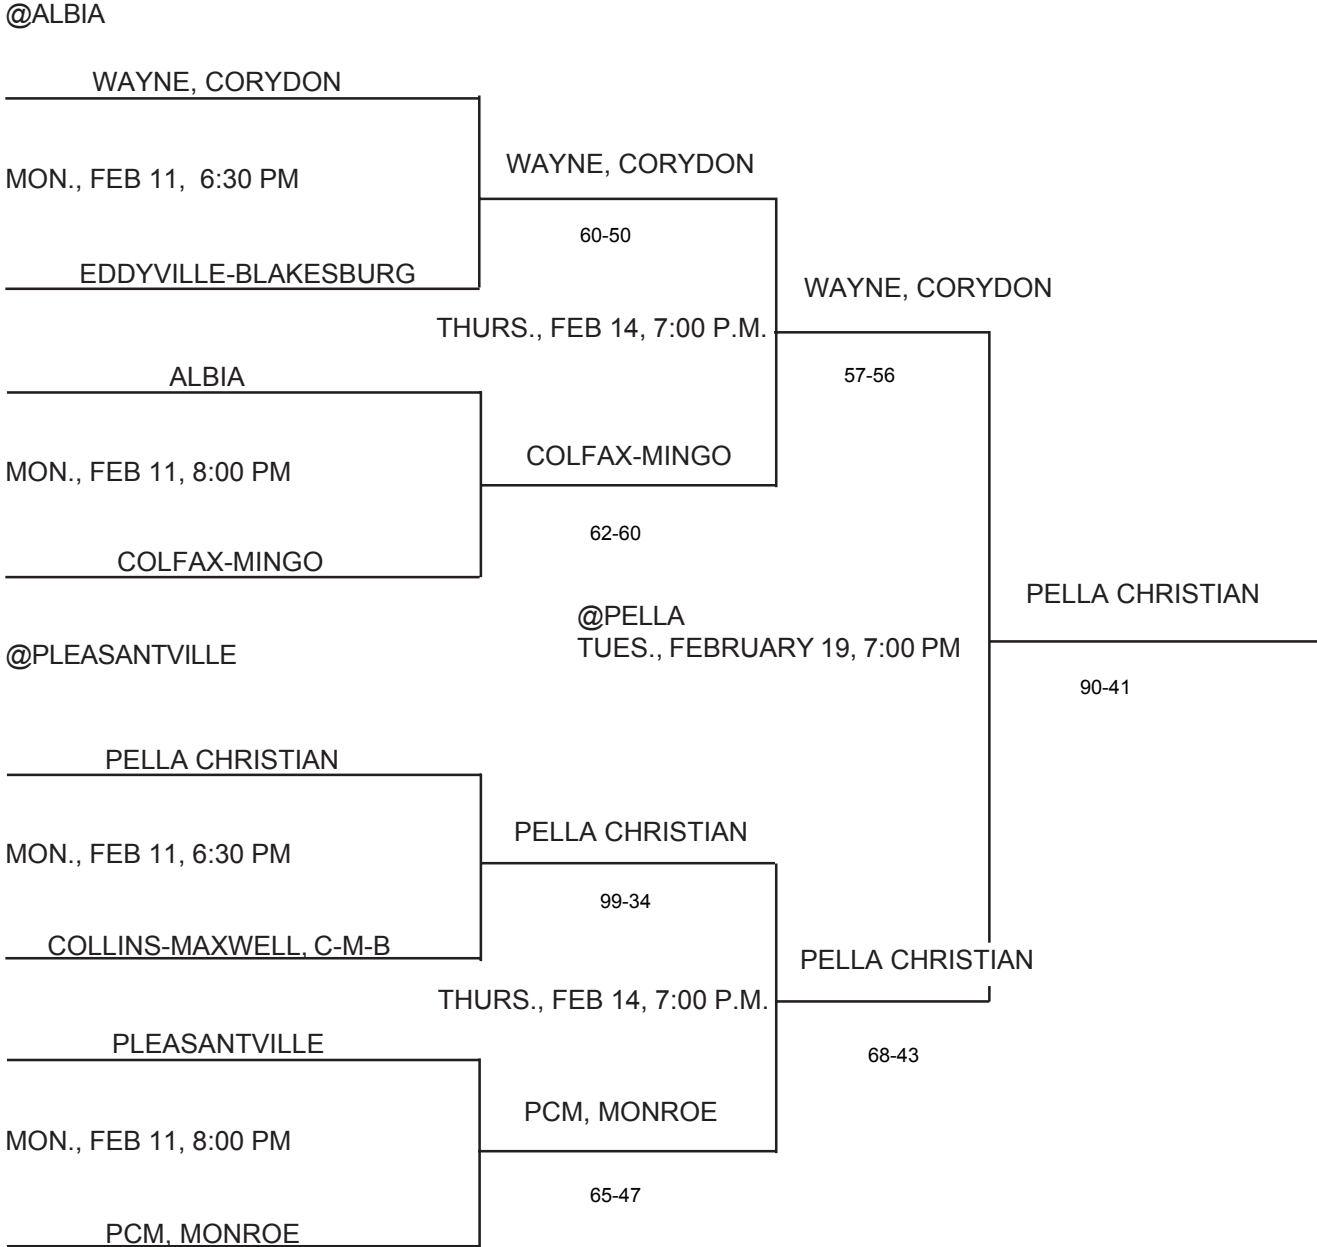 @ALBIA
WAYNE, CORYDON
WAYNE, CORYDON
MON., FEB 11,  6:30 PM
60-50
EDDYVILLE-BLAKESBURG
WAYNE, CORYDON
THURS., FEB 14, 7:00 P.M.
ALBIA
57-56
COLFAX-MINGO
MON., FEB 11, 8:00 PM
62-60
COLFAX-MINGO
PELLA CHRISTIAN
@PELLA
TUES., FEBRUARY 19, 7:00 PM
@PLEASANTVILLE
90-41
PELLA CHRISTIAN
PELLA CHRISTIAN
MON., FEB 11, 6:30 PM
99-34
COLLINS-MAXWELL, C-M-B
PELLA CHRISTIAN
THURS., FEB 14, 7:00 P.M.
PLEASANTVILLE
68-43
PCM, MONROE
MON., FEB 11, 8:00 PM
65-47
PCM, MONROE